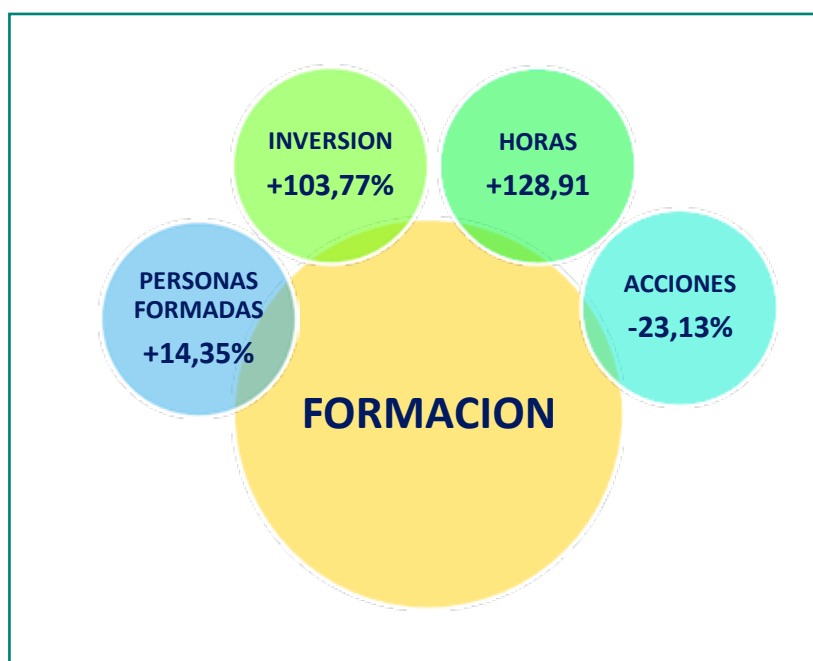 INVERSION
+103,77%
HORAS
+128,91
PERSONAS
FORMADAS
+14,35%
ACCIONES
-23,13%
FORMACION